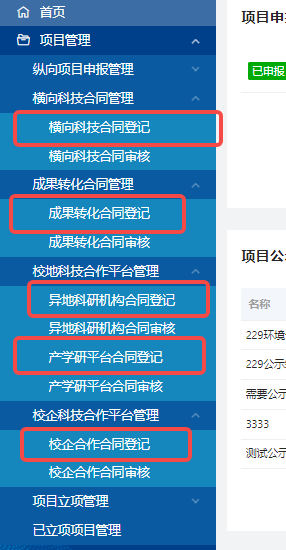 首页
项目管理
纵向项目申报管理
横向科技合同管理
横向科技合同登记
横向科技合同审核
成果转化合同管理
成果转化合同登记
成果转化合同审核
校地科技合作平台管理
异地科研机构合同登记
异地科研机构合同审核
产学研平台合同登记
产学研平台合同审核
校企科技合作平台管理
校企合作合同登记
校企合作合同审核
项目立项管理
已立项项目管理
项目申
已申报
项目公
名称
229环境
229公示
需要公示
3333
测试公示